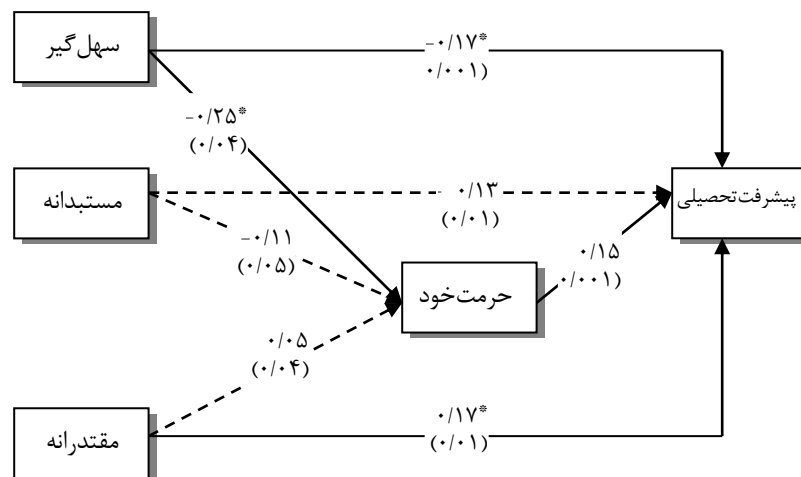 سهل‌گیر
-۰/۱۷*
۰/۰۰۱)
-۰/۲۵*
(۰/۰۴)
مستبدانه
۰/۱۳
(۰/۰۱)
پیشرفت‌تحصیلی
-۰/۱۱
(۰/۰۵)
۰/۱۵
۰/۰۰۱)
حرمت‌خود
۰/۰۵
(۰/۰۴)
مقتدرانه
۰/۱۷*
(۰/۰۱)